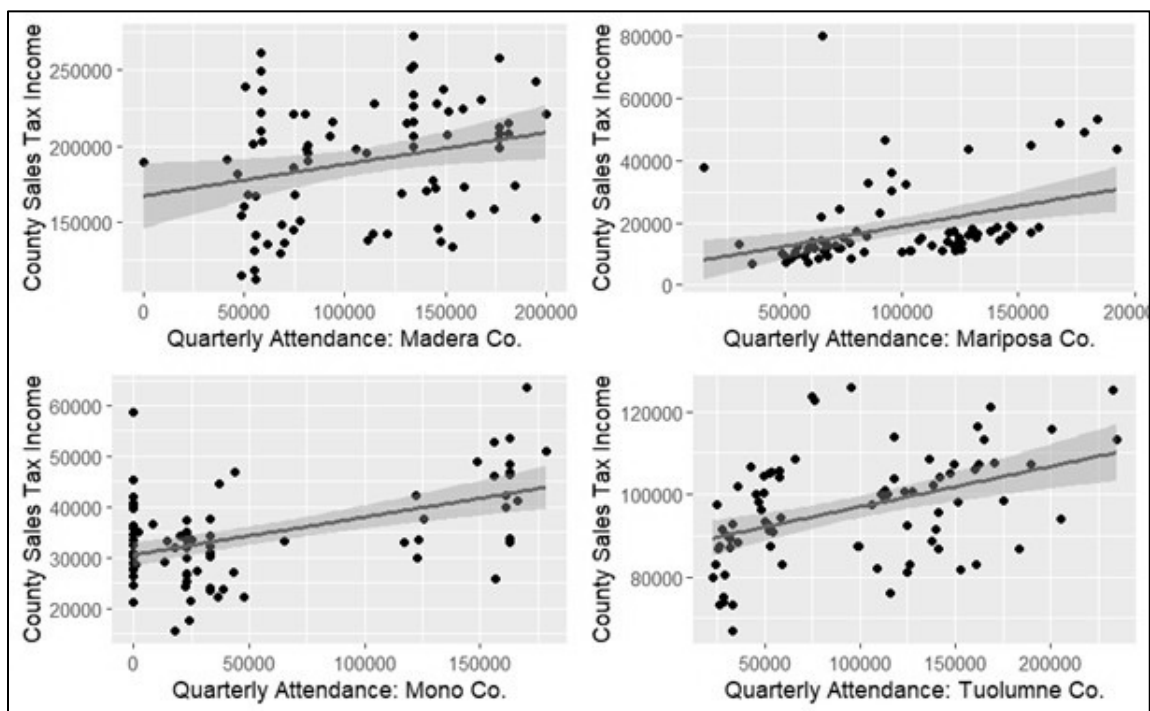 County Sales Tax Income
250000
200000
150000
0 50000 100000 150000 200000
Quarterly Attendance: Madera Co.
County Sales Tax Income
80000
60000
40000
20000
0
50000 100000 150000 20000
Quarterly Attendance: Mariposa Co.
County Sales Tax Income
60000
50000
40000
30000
20000
0 50000 100000 150000
Quarterly Attendance: Mono Co.
County Sales Tax Income
120000
100000
80000
50000 100000 150000 200000
Quarterly Attendance: Tuolumne Co.